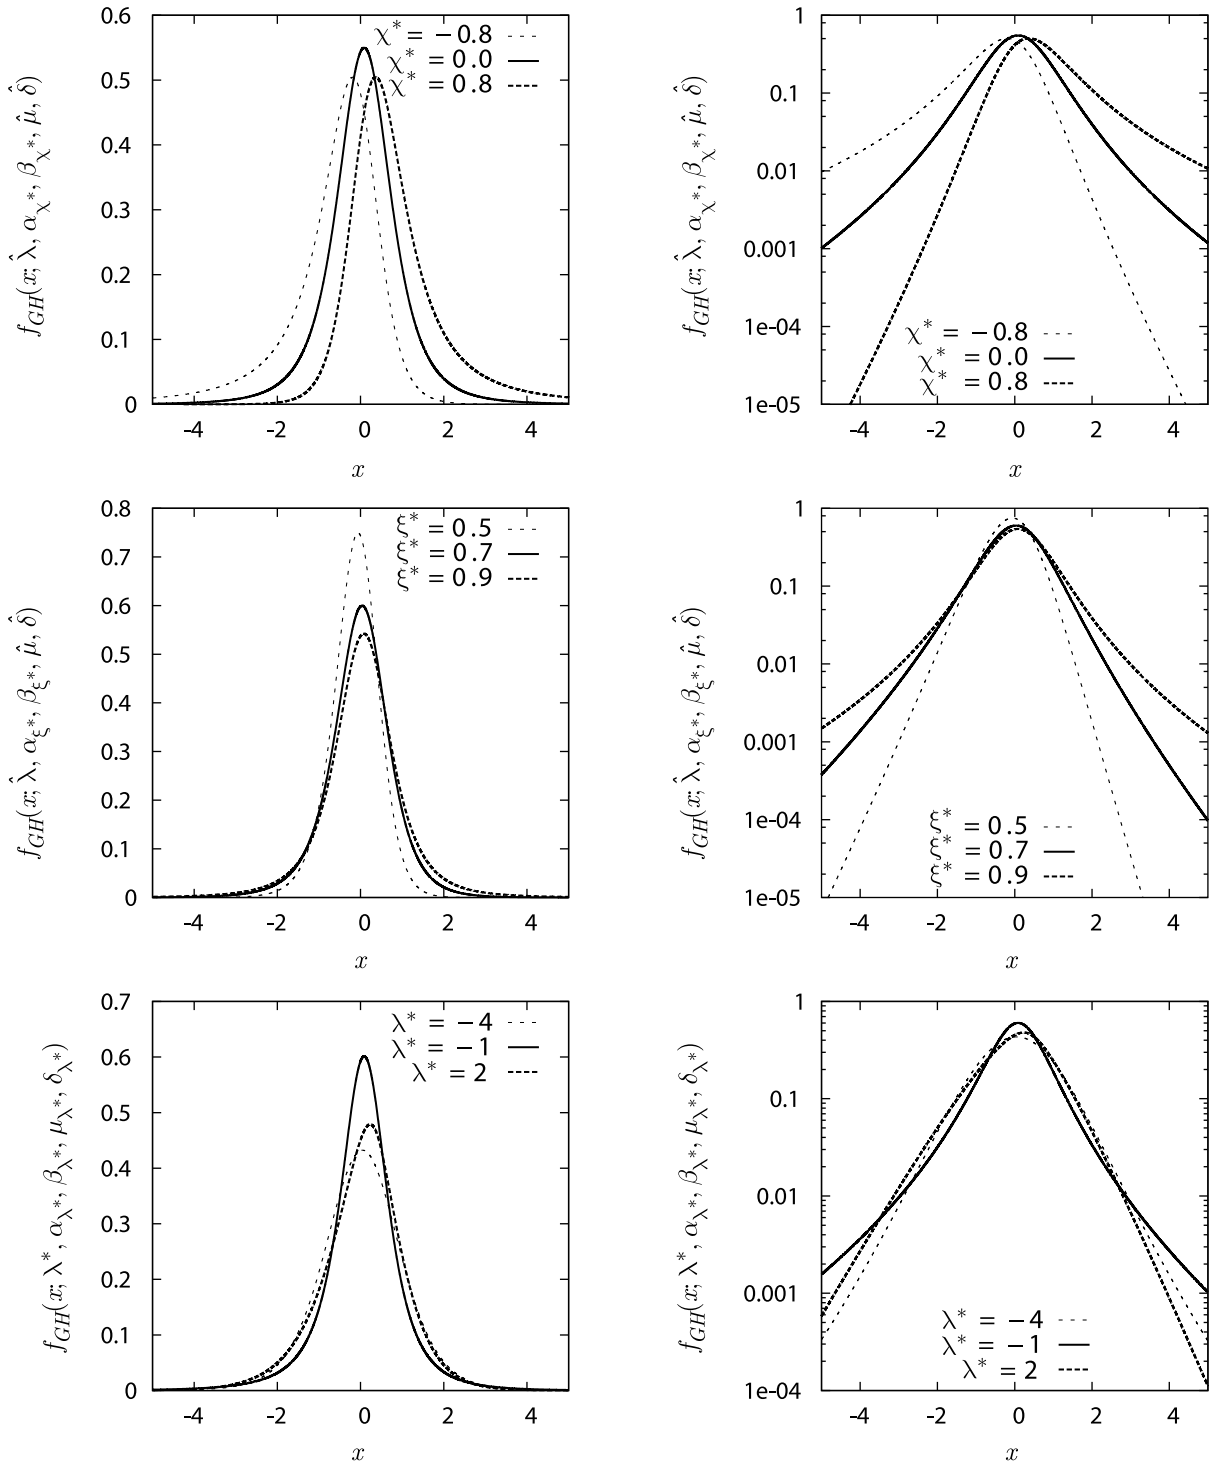 f_GH(x; λ̂, α_χ*, β_χ*, μ̂, δ̂)
0.6
0.5
0.4
0.3
0.2
0.1
0
χ* = −0.8
χ* = 0.0
χ* = 0.8
-4 -2 0 2 4
x
f_GH(x; λ̂, α_χ*, β_χ*, μ̂, δ̂)
1
0.1
0.01
0.001
1e-04
1e-05
χ* = −0.8
χ* = 0.0
χ* = 0.8
-4 -2 0 2 4
x
f_GH(x; λ̂, α_ξ*, β_ξ*, μ̂, δ̂)
0.8
0.7
0.6
0.5
0.4
0.3
0.2
0.1
0
ξ* = 0.5
ξ* = 0.7
ξ* = 0.9
-4 -2 0 2 4
x
f_GH(x; λ̂, α_ξ*, β_ξ*, μ̂, δ̂)
1
0.1
0.01
0.001
1e-04
1e-05
ξ* = 0.5
ξ* = 0.7
ξ* = 0.9
-4 -2 0 2 4
x
f_GH(x; λ*, α_λ*, β_λ*, μ_λ*, δ_λ*)
0.7
0.6
0.5
0.4
0.3
0.2
0.1
0
λ* = −4
λ* = −1
λ* = 2
-4 -2 0 2 4
x
f_GH(x; λ*, α_λ*, β_λ*, μ_λ*, δ_λ*)
1
0.1
0.01
0.001
1e-04
λ* = −4
λ* = −1
λ* = 2
-4 -2 0 2 4
x